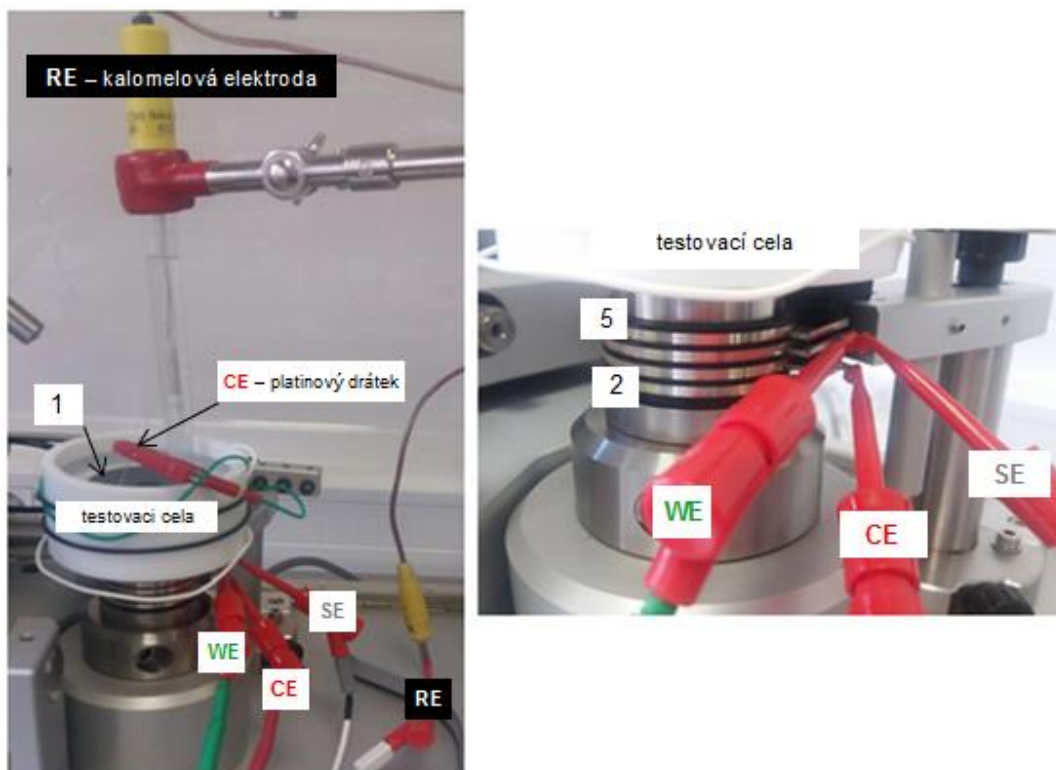 RE – kalomelová elektroda
CE – platinový drátek
1
testovaci cela
SE
WE
CE
RE
testovací cela
5
2
SE
WE
CE